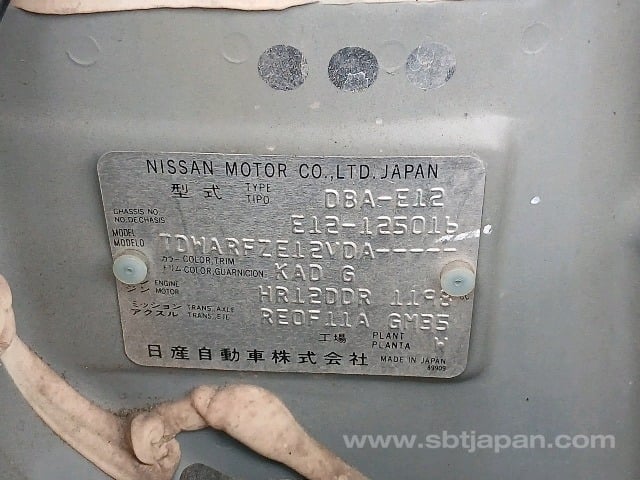 NISSAN MOTOR CO.,LTD. JAPAN
型式 TYPE TIPO DBA-E12
CHASSIS NO. NO.DECHASIS E12-125016
MODEL MODELO TDWARFZE12VDA-----
カラー COLOR,TRIM トリム COLOR,GUARNICION KAD G
ENGINE MOTOR HR12DDR 1198 cc
ミッション TRANS. AXLE アクスル TRANS.EJE RE0F11A GM35
工場 PLANT PLANTA W
日産自動車株式会社 MADE IN JAPAN
89909
www.sbtjapan.com